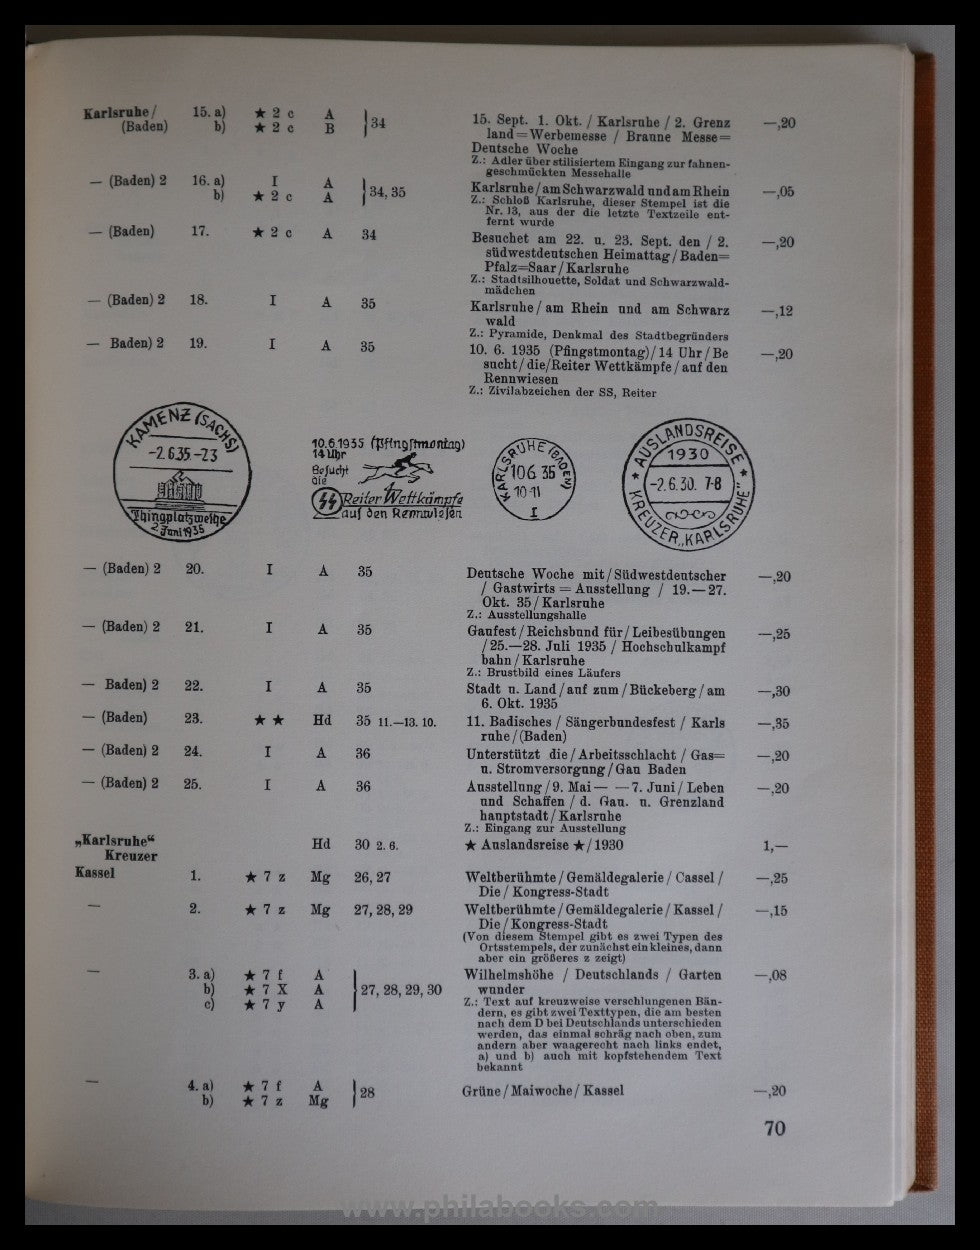 Karlsruhe/ 15. a) ★ 2 c A } 34 15. Sept. 1. Okt. / Karlsruhe / 2. Grenz —,20
(Baden) b) ★ 2 c B land=Werbemesse / Braune Messe=
Deutsche Woche
Z.: Adler über stilisiertem Eingang zur fahnen-
geschmückten Messehalle
— (Baden) 2 16. a) I A } 34, 35 Karlsruhe/am Schwarzwald und am Rhein —,05
b) ★ 2 c A Z.: Schloß Karlsruhe, dieser Stempel ist die
Nr. 13, aus der die letzte Textzeile ent-
fernt wurde
— (Baden) 17. ★ 2 c A 34 Besuchet am 22. u. 23. Sept. den / 2. —,20
südwestdeutschen Heimattag/Baden=
Pfalz=Saar/Karlsruhe
Z.: Stadtsilhouette, Soldat und Schwarzwald-
mädchen
— (Baden) 2 18. I A 35 Karlsruhe/am Rhein und am Schwarz —,12
wald
Z.: Pyramide, Denkmal des Stadtbegründers
— Baden) 2 19. I A 35 10. 6. 1935 (Pfingstmontag)/14 Uhr/Be —,20
sucht/die/Reiter Wettkämpfe/auf den
Rennwiesen
Z.: Zivilabzeichen der SS, Reiter
KAMENZ (SACHS)
-2.6.35.-23
Thingplatzweihe
2.Juni 1935
10.6.1935 (Pfingstmontag)
14 Uhr
Besucht
die
Reiter Wettkämpfe
auf den Rennwiesen
KARLSRUHE (BADEN)
10 6 35
10-11
I
★ AUSLANDSREISE ★
1930
-2.6.30. 7-8
KREUZER „KARLSRUHE"
— (Baden) 2 20. I A 35 Deutsche Woche mit/Südwestdeutscher —,20
/ Gastwirts = Ausstellung / 19.—27.
Okt. 35/Karlsruhe
Z.: Ausstellungshalle
— (Baden) 2 21. I A 35 Gaufest/Reichsbund für/Leibesübungen —,25
/25.—28. Juli 1935 / Hochschulkampf
bahn/Karlsruhe
Z.: Brustbild eines Läufers
— Baden) 2 22. I A 35 Stadt u. Land/auf zum/Bückeberg/am —,30
6. Okt. 1935
— (Baden) 23. ★ ★ Hd 35 11.—13. 10. 11. Badisches / Sängerbundesfest / Karls —,35
ruhe/(Baden)
— (Baden) 2 24. I A 36 Unterstützt die/Arbeitsschlacht / Gas= —,20
u. Stromversorgung/Gau Baden
— (Baden) 2 25. I A 36 Ausstellung/9. Mai — — 7. Juni/Leben —,20
und Schaffen / d. Gau. u. Grenzland
hauptstadt/Karlsruhe
Z.: Eingang zur Ausstellung
„Karlsruhe“ Hd 30 2. 6. ★ Auslandsreise ★/1930 1,—
Kreuzer
Kassel 1. ★ 7 z Mg 26, 27 Weltberühmte/Gemäldegalerie/Cassel/ —,25
Die/Kongress-Stadt
— 2. ★ 7 z Mg 27, 28, 29 Weltberühmte/Gemäldegalerie/Kassel/ —,15
Die/Kongress-Stadt
(Von diesem Stempel gibt es zwei Typen des
Ortsstempels, der zunächst ein kleines, dann
aber ein größeres z zeigt)
— 3. a) ★ 7 f A } 27, 28, 29, 30 Wilhelmshöhe / Deutschlands / Garten —,08
b) ★ 7 X A wunder
c) ★ 7 y A Z.: Text auf kreuzweise verschlungenen Bän-
dern, es gibt zwei Texttypen, die am besten
nach dem D bei Deutschlands unterschieden
werden, das einmal schräg nach oben, zum
andern aber waagerecht nach links endet,
a) und b) auch mit kopfstehendem Text
bekannt
— 4. a) ★ 7 f A } 28 Grüne/Maiwoche/Kassel —,20
b) ★ 7 z Mg
70
www.philabooks.com